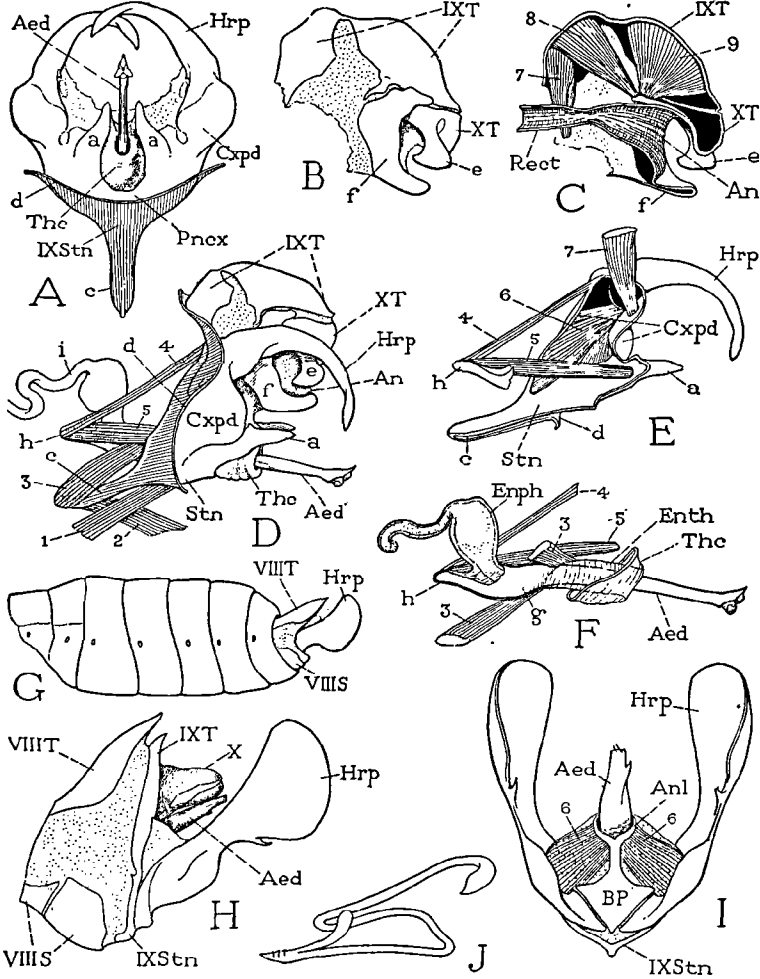 Aed
Hrp
a
a
Cxpd
d
Thc
IXStn
Pncx
c
A
IXT
XT
B
e
f
IXT
8
9
7
XT
Rect
e
An
C
f
IXT
XT
Hrp
i
d
4
An
e
f
Cxpd
5
h
a
c
3
Stn
Thc
Aed
1
2
D
7
Hrp
6
4
Cxpd
5
h
a
E
Stn
d
c
Enph
4
3
5
Enth
Thc
h
3
g
F
Aed
VIIIT
Hrp
G
VIIIS
VIIIT
IXT
X
Hrp
Aed
H
VIIIS
IXStn
J
Hrp
Aed
Anl
6
6
BP
I
IXStn